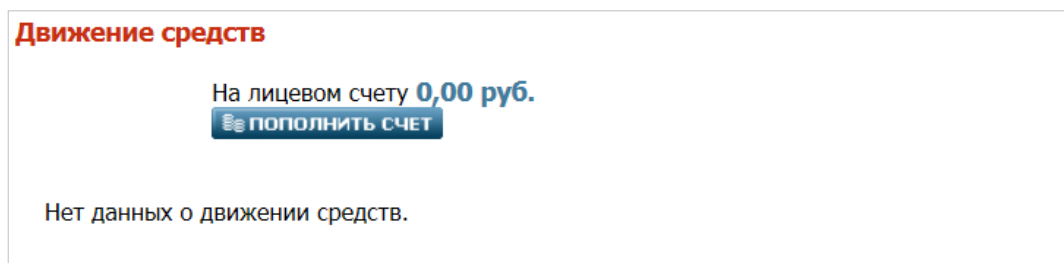 Движение средств
На лицевом счету 0,00 руб.
ПОПОЛНИТЬ СЧЕТ
Нет данных о движении средств.